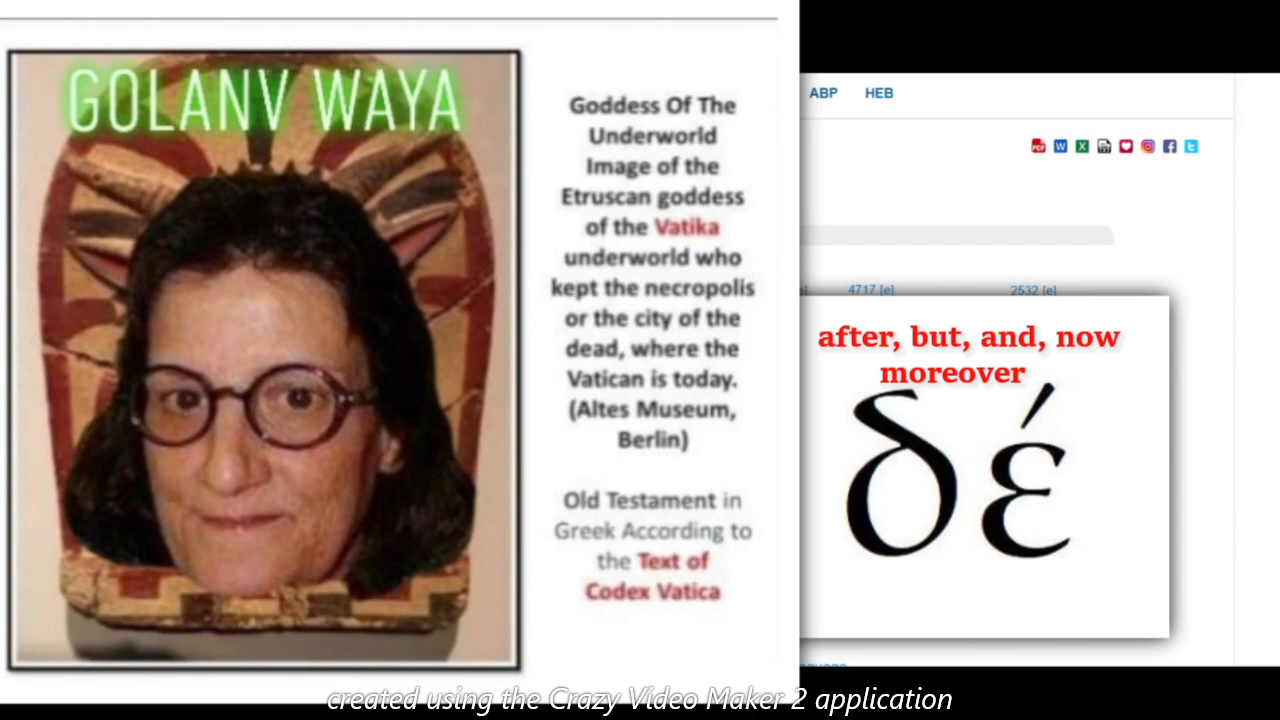 GOLANV WAYA
Goddess Of The
Underworld
Image of the
Etruscan goddess
of the Vatika
underworld who
kept the necropolis
or the city of the
dead, where the
Vatican is today.
(Altes Museum,
Berlin)
Old Testament in
Greek According to
the Text of
Codex Vatica
ABP HEB
4717 [e] 2532 [e]
after, but, and, now
moreover
δέ
created using the Crazy Video Maker 2 application